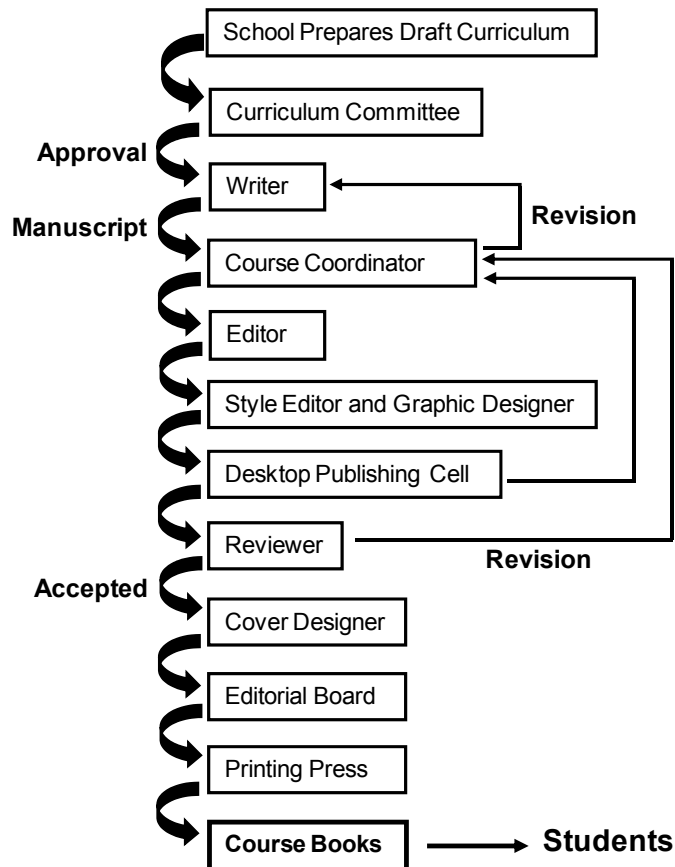 School Prepares Draft Curriculum
Curriculum Committee
Approval
Writer
Revision
Manuscript
Course Coordinator
Editor
Style Editor and Graphic Designer
Desktop Publishing Cell
Reviewer
Revision
Accepted
Cover Designer
Editorial Board
Printing Press
Course Books
Students